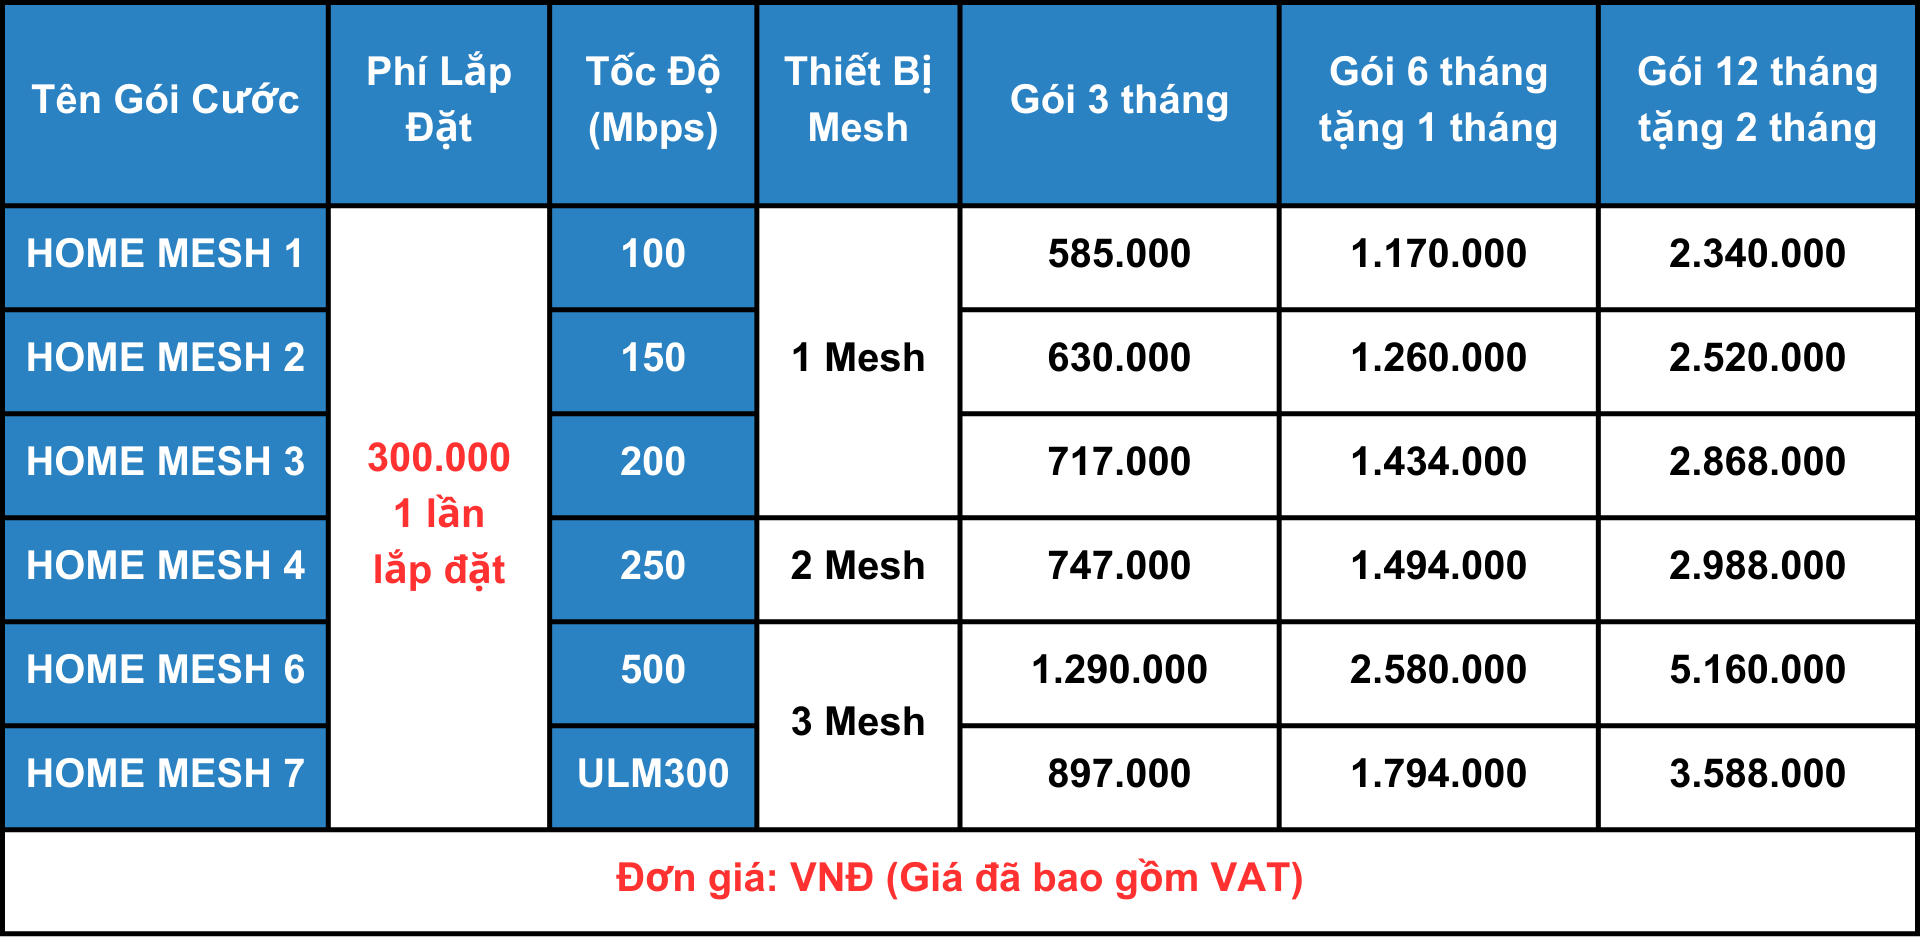 Tên Gói Cước
Phí Lắp
Đặt
Tốc Độ
(Mbps)
Thiết Bị
Mesh
Gói 3 tháng
Gói 6 tháng
tặng 1 tháng
Gói 12 tháng
tặng 2 tháng
HOME MESH 1
100
585.000
1.170.000
2.340.000
HOME MESH 2
150
1 Mesh
630.000
1.260.000
2.520.000
HOME MESH 3
300.000
1 lần
lắp đặt
200
717.000
1.434.000
2.868.000
HOME MESH 4
250
2 Mesh
747.000
1.494.000
2.988.000
HOME MESH 6
500
3 Mesh
1.290.000
2.580.000
5.160.000
HOME MESH 7
ULM300
897.000
1.794.000
3.588.000
Đơn giá: VNĐ (Giá đã bao gồm VAT)